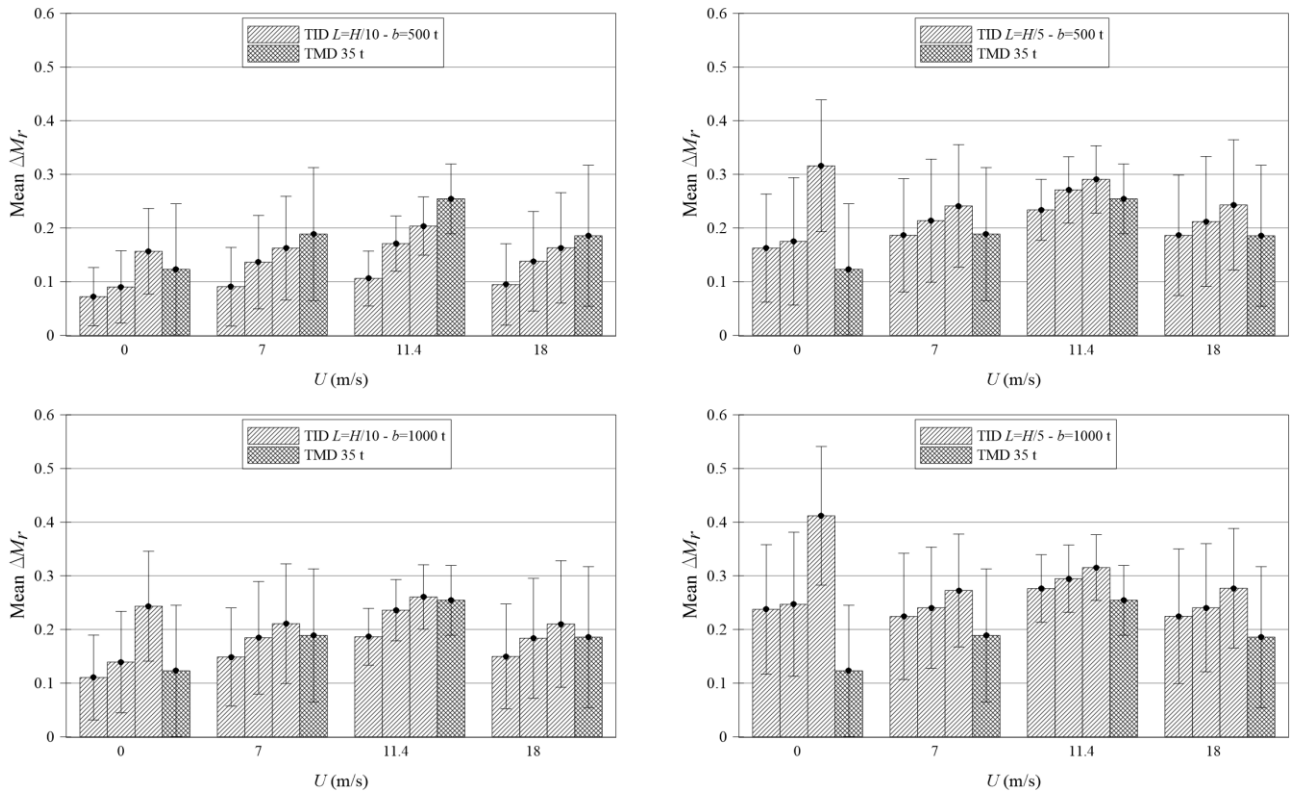 0.6
0.5
0.4
0.3
0.2
0.1
0
Mean ΔMr
TID L=H/10 - b=500 t
TMD 35 t
0 7 11.4 18
U (m/s)
0.6
0.5
0.4
0.3
0.2
0.1
0
Mean ΔMr
TID L=H/5 - b=500 t
TMD 35 t
0 7 11.4 18
U (m/s)
0.6
0.5
0.4
0.3
0.2
0.1
0
Mean ΔMr
TID L=H/10 - b=1000 t
TMD 35 t
0 7 11.4 18
U (m/s)
0.6
0.5
0.4
0.3
0.2
0.1
0
Mean ΔMr
TID L=H/5 - b=1000 t
TMD 35 t
0 7 11.4 18
U (m/s)